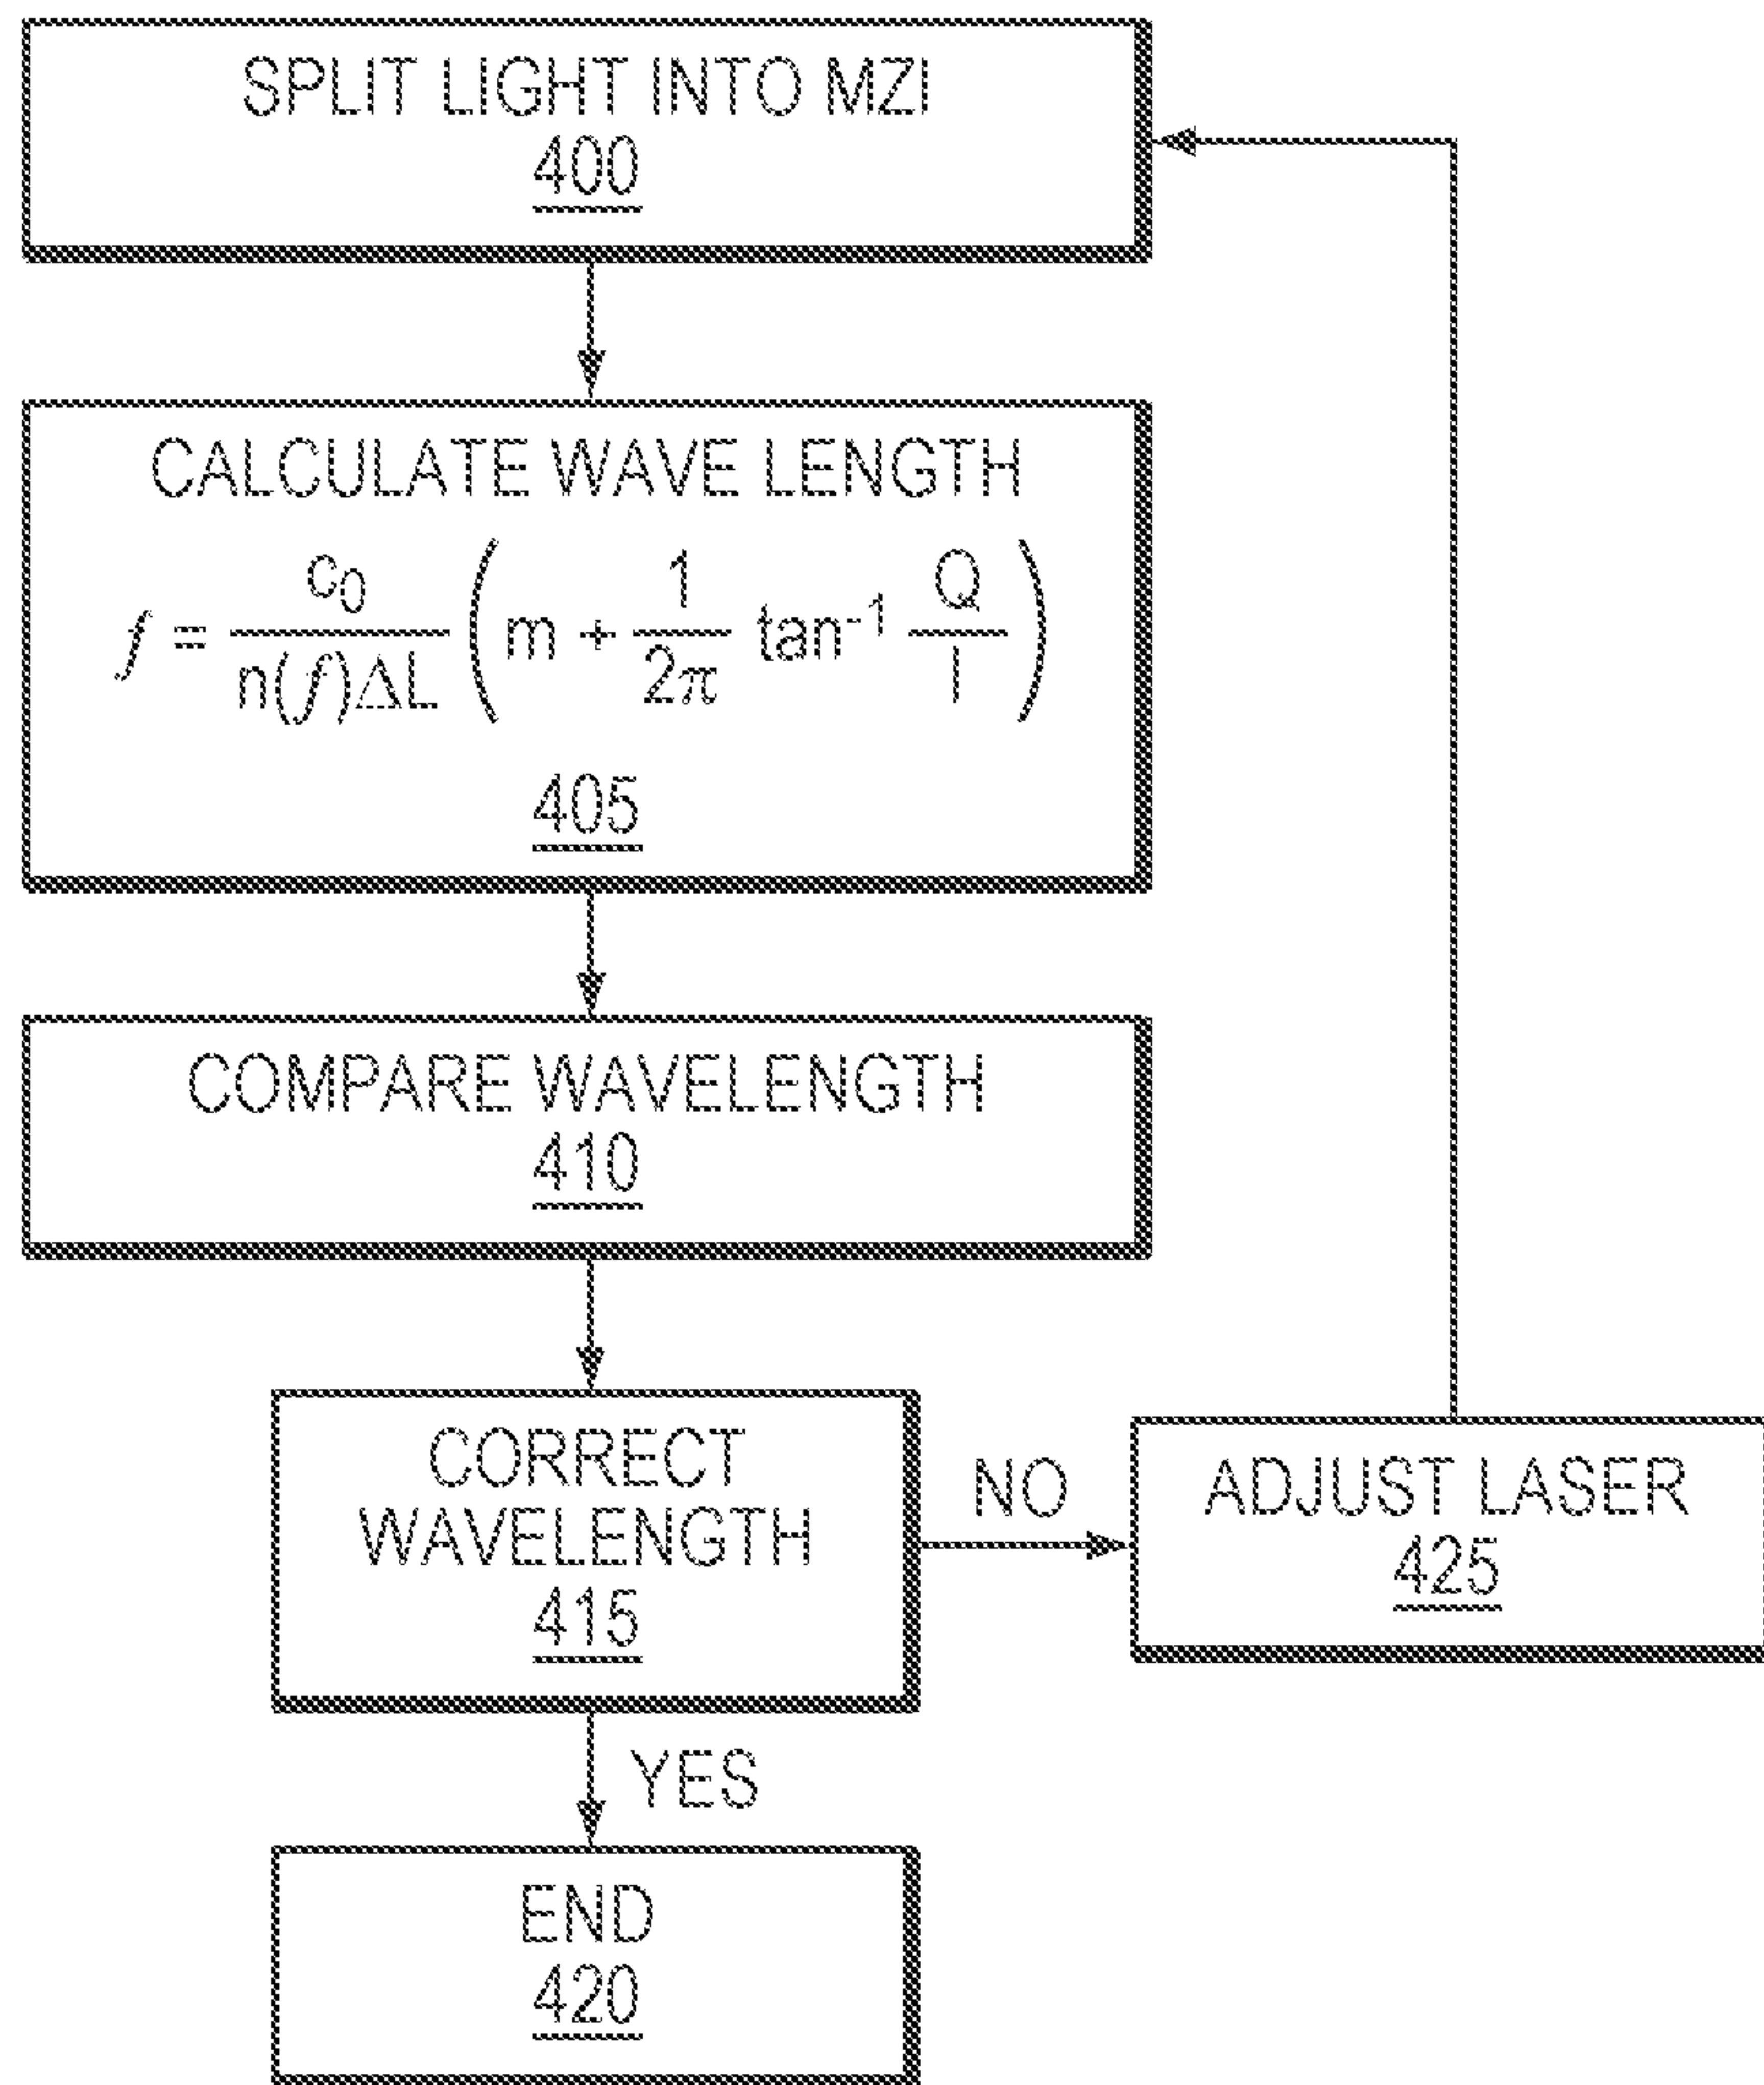 SPLIT LIGHT INTO MZI
400
CALCULATE WAVE LENGTH
f = c₀ / n(f)ΔL ( m + 1 / 2π tan⁻¹ Q / I )
405
COMPARE WAVELENGTH
410
CORRECT
WAVELENGTH
415
NO
ADJUST LASER
425
YES
END
420